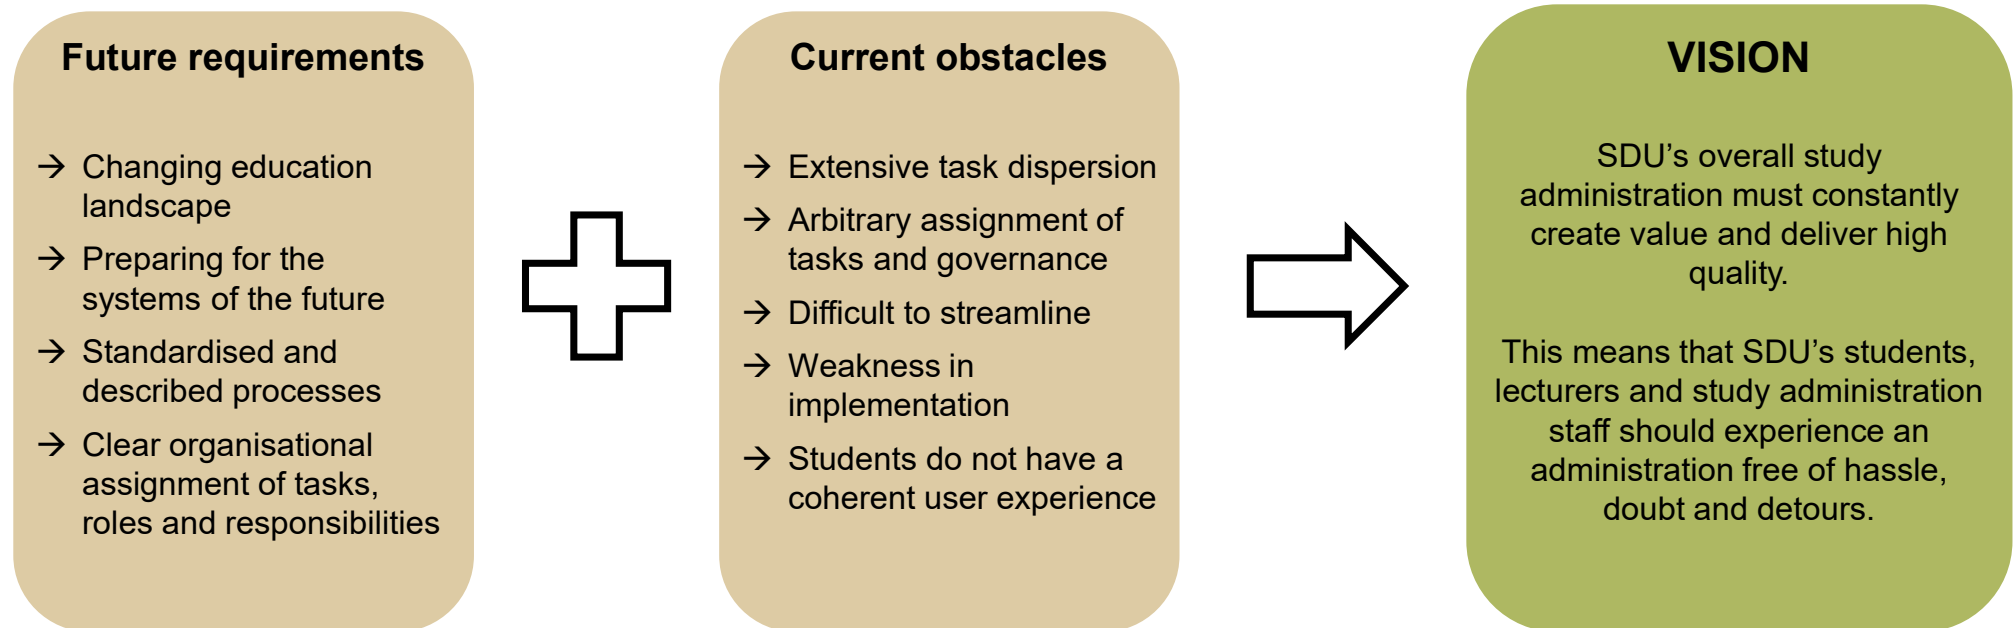 Future requirements
→ Changing education
landscape
→ Preparing for the
systems of the future
→ Standardised and
described processes
→ Clear organisational
assignment of tasks,
roles and responsibilities
Current obstacles
→ Extensive task dispersion
→ Arbitrary assignment of
tasks and governance
→ Difficult to streamline
→ Weakness in
implementation
→ Students do not have a
coherent user experience
VISION
SDU’s overall study
administration must constantly
create value and deliver high
quality.
This means that SDU’s students,
lecturers and study administration
staff should experience an
administration free of hassle,
doubt and detours.